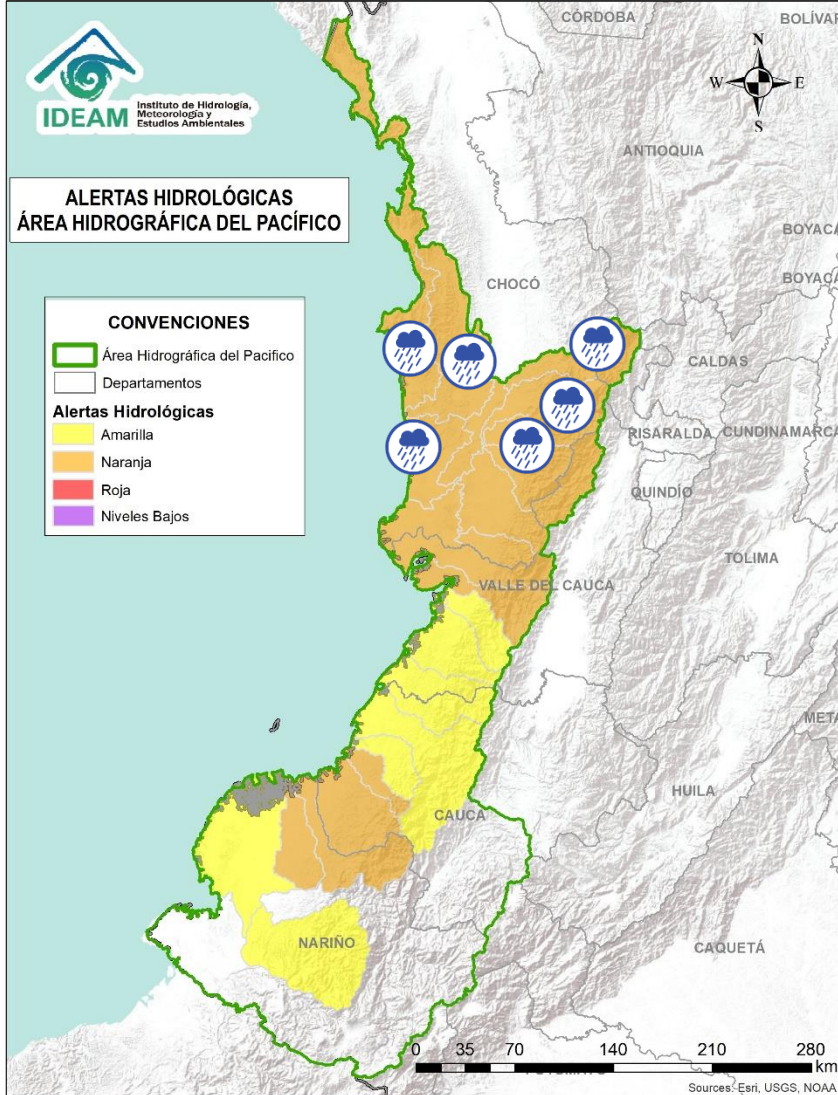 CÓRDOBA
BOLÍVAR
N
W
E
S
IDEAM
Instituto de Hidrología,
Meteorología y
Estudios Ambientales
ANTIOQUIA
ALERTAS HIDROLÓGICAS
ÁREA HIDROGRÁFICA DEL PACÍFICO
BOYACÁ
BOYACÁ
CHOCÓ
CONVENCIONES
Área Hidrográfica del Pacifico
Departamentos
Alertas Hidrológicas
Amarilla
Naranja
Roja
Niveles Bajos
CALDAS
RISARALDA
CUNDINAMARCA
QUINDÍO
TOLIMA
VALLE DEL CAUCA
META
HUILA
CAUCA
NARIÑO
CAQUETÁ
0 35 70 140 210 280
km
Sources: Esri, USGS, NOAA